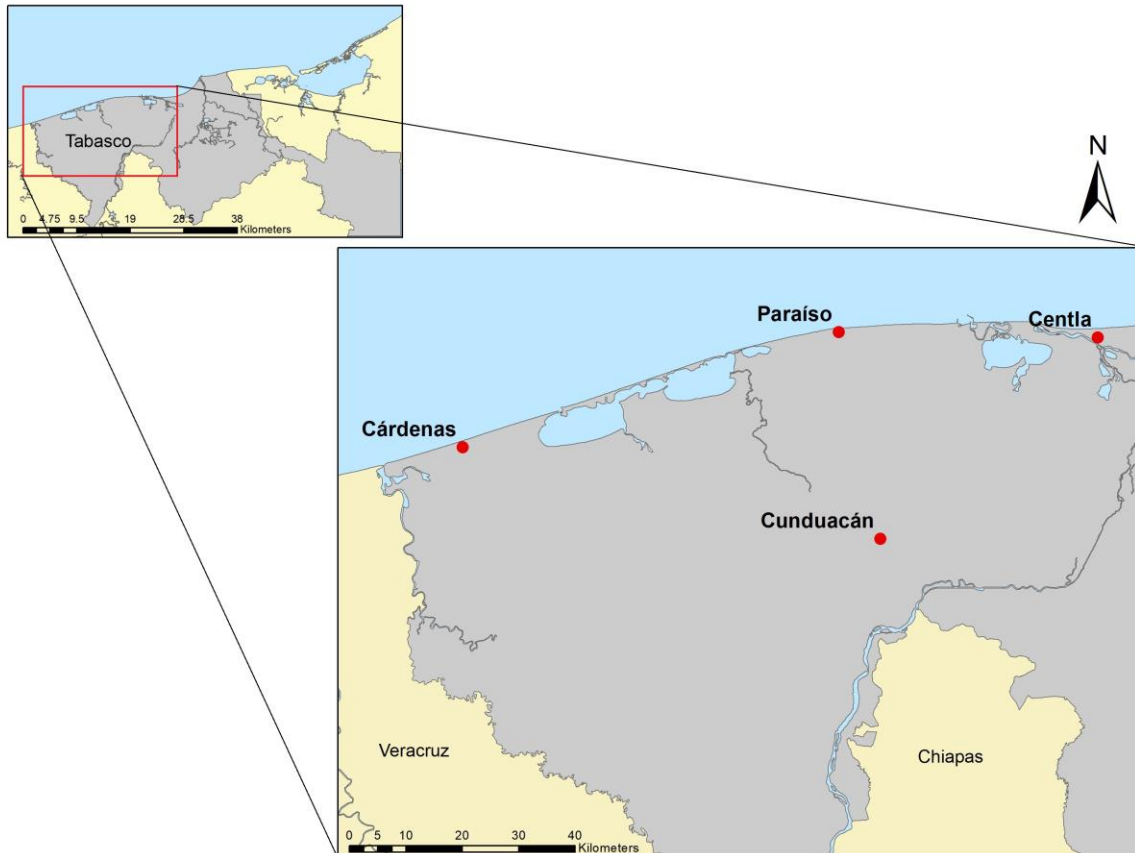 Tabasco
0 4.75 9.5 19 28.5 38
Kilometers
N
Paraíso
Centla
Cárdenas
Cunduacán
Veracruz
Chiapas
0 5 10 20 30 40
Kilometers